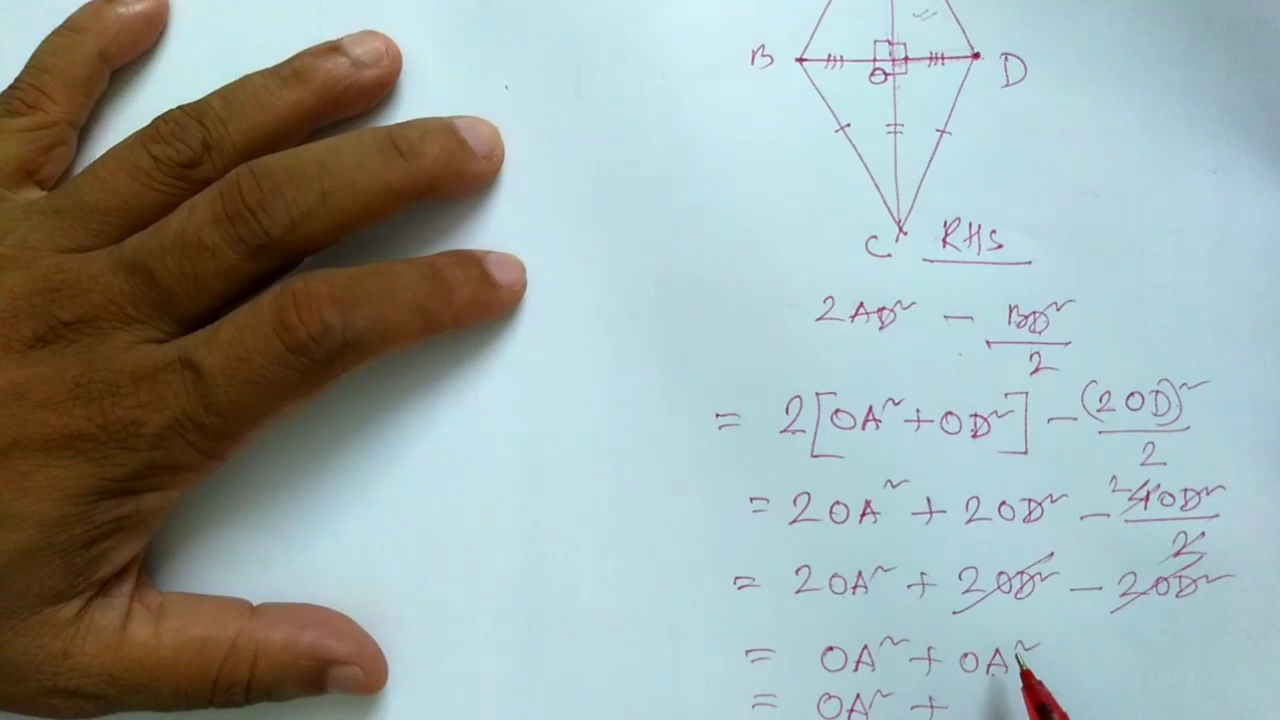 B D
O
C RHS
2AD² - BD²/2
= 2[OA² + OD²] - (2OD)²/2
= 2OA² + 2OD² - 2 4OD²/2
= 2OA² + 2OD² - 2OD²
= OA² + OA²
= OA² +